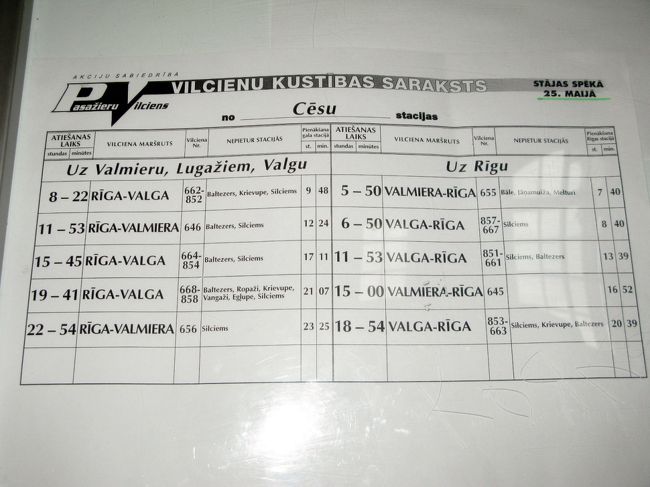 AKCIJU SABIEDRĪBA
Pasažieru Vilciens
VILCIENU KUSTĪBAS SARAKSTS
STĀJAS SPĒKĀ
25. MAIJĀ
no Cēsu stacijas
ATIEŠANAS LAIKS stundas minūtes VILCIENA MARŠRUTS Vilciena Nr. NEPIETUR STACIJĀS Pienākšana gala stacijā st. min. ATIEŠANAS LAIKS stundas minūtes VILCIENA MARŠRUTS Vilciena Nr. NEPIETUR STACIJĀS Pienākšana Rīgas stacijā st. min.
Uz Valmieru, Lugažiem, Valgu Uz Rīgu
8 – 22 RĪGA-VALGA 662-852 Baltezers, Krievupe, Silciems 9 48 5 – 50 VALMIERA-RĪGA 655 Bāle, Jāņamuiža, Melturi 7 40
11 – 53 RĪGA-VALMIERA 646 Baltezers, Silciems 12 24 6 – 50 VALGA-RĪGA 857-667 Silciems 8 40
15 – 45 RĪGA-VALGA 664-854 Baltezers, Silciems 17 11 11 – 53 VALGA-RĪGA 851-661 Silciems, Baltezers 13 39
19 – 41 RĪGA-VALGA 668-858 Baltezers, Ropaži, Krievupe, Vangaži, Egļupe, Silciems 21 07 15 – 00 VALMIERA-RĪGA 645 16 52
22 – 54 RĪGA-VALMIERA 656 Silciems 23 25 18 – 54 VALGA-RĪGA 853-663 Silciems, Krievupe, Baltezers 20 39